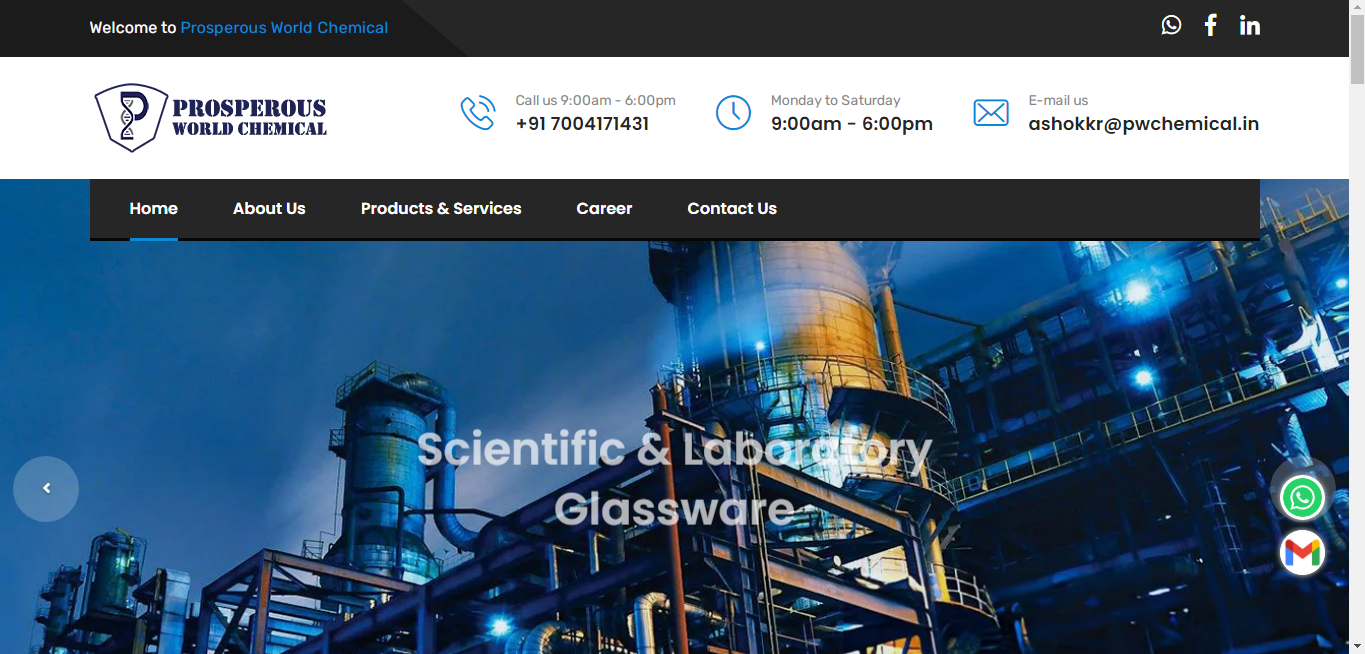 Welcome to Prosperous World Chemical
PROSPEROUS
WORLD CHEMICAL
Call us 9:00am - 6:00pm
+91 7004171431
Monday to Saturday
9:00am - 6:00pm
E-mail us
ashokkr@pwchemical.in
Home About Us Products & Services Career Contact Us
Scientific & Laboratory
Glassware